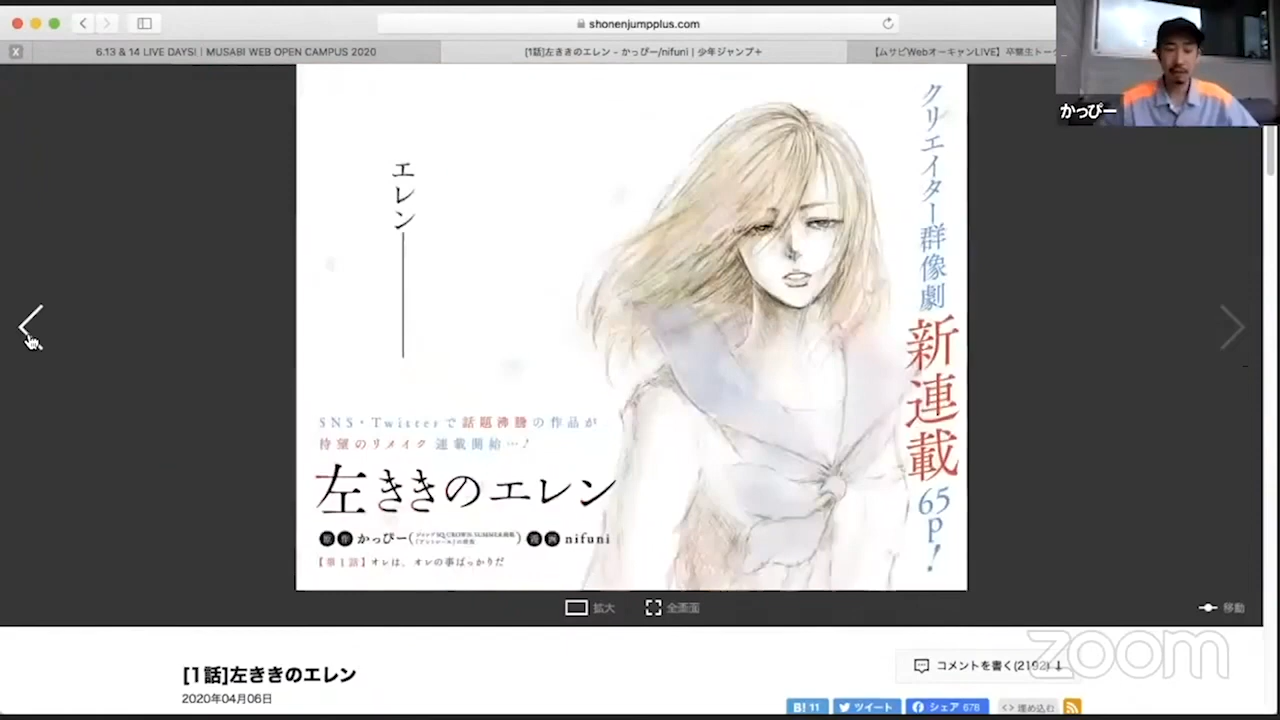 shonenjumpplus.com
6.13 & 14 LIVE DAYS! | MUSABI WEB OPEN CAMPUS 2020
[1話]左ききのエレン - かっぴー/nifuni | 少年ジャンプ+
【ムサビWebオーキャンLIVE】卒業生トーク
かっぴー
クリエイター群像劇
新連載
65p!
エレン――
SNS・Twitterで話題沸騰の作品が
待望のリメイク連載開始…!
左ききのエレン
原作 かっぴー( ) 漫画 nifuni
【第1話】オレは、オレの事ばっかりだ
拡大
全画面
移動
[1話]左ききのエレン
2020年04月06日
コメントを書く(2192)
B! 11
ツイート
シェア 678
<> 埋め込む
zoom